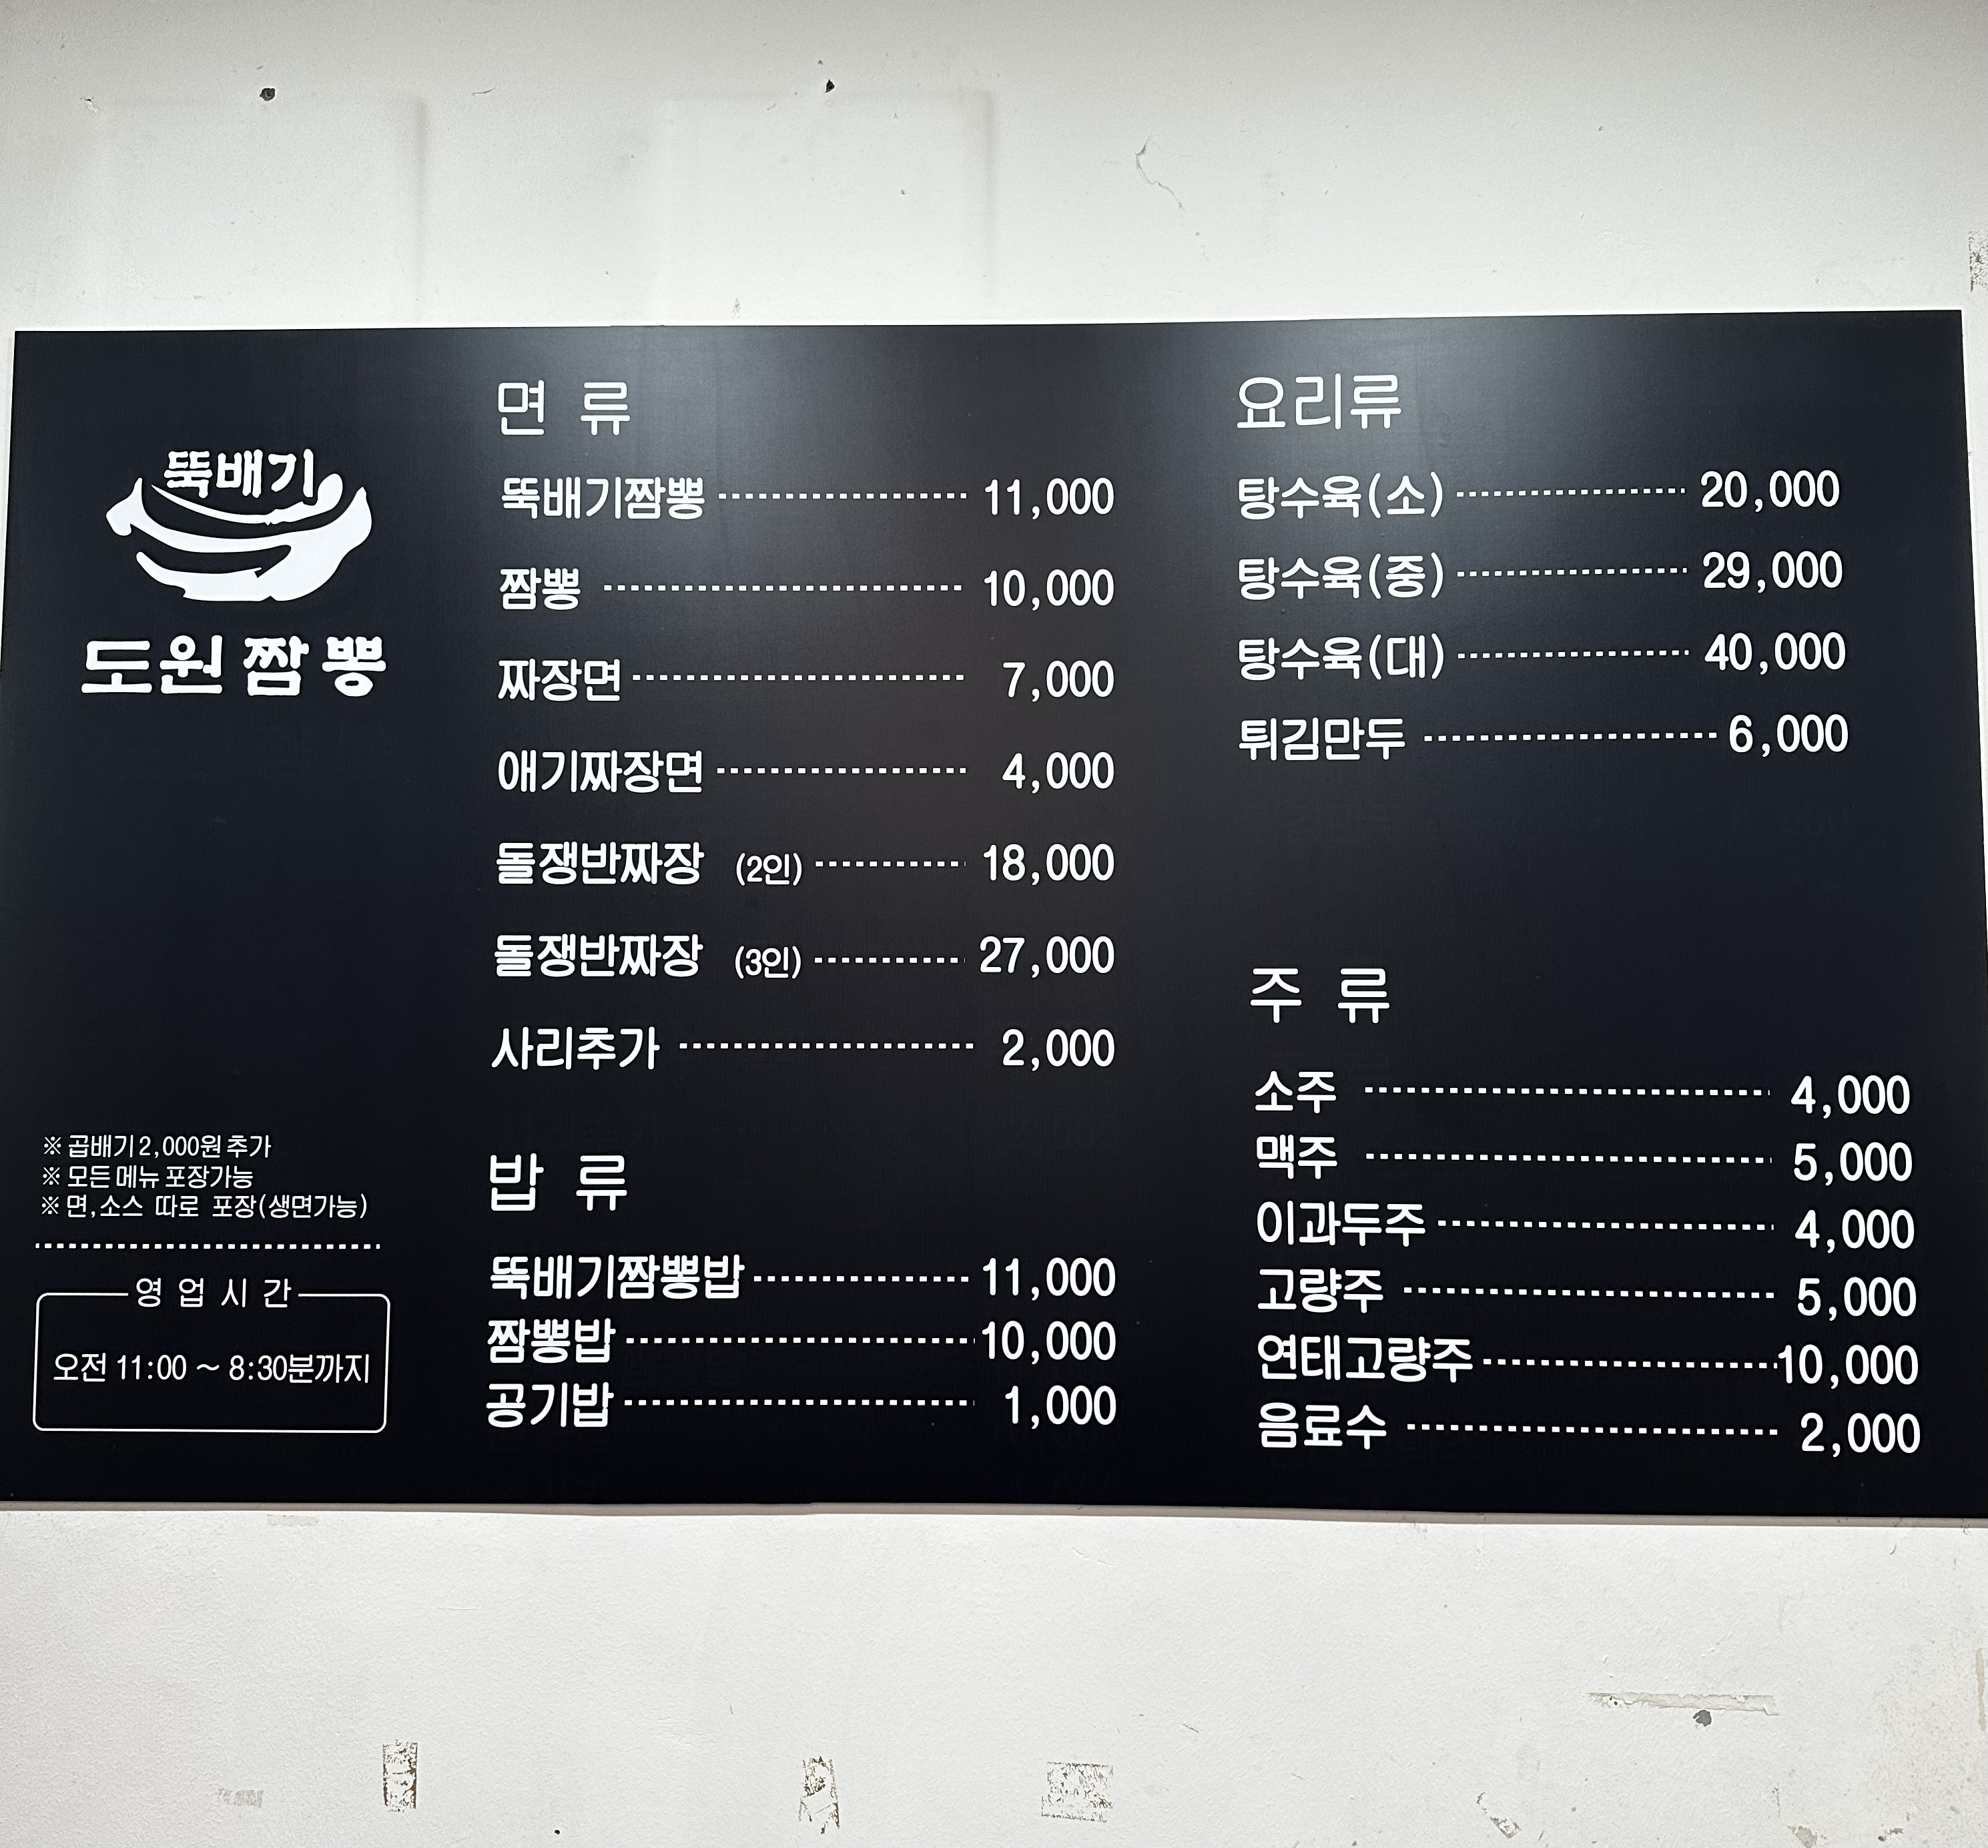 뚝배기
도원짬뽕
※ 곱배기 2,000원 추가
※ 모든 메뉴 포장가능
※ 면,소스 따로 포장(생면가능)
영업시간
오전 11:00 ~ 8:30분까지
면 류
뚝배기짬뽕 11,000
짬뽕 10,000
짜장면 7,000
애기짜장면 4,000
돌쟁반짜장 (2인) 18,000
돌쟁반짜장 (3인) 27,000
사리추가 2,000
밥 류
뚝배기짬뽕밥 11,000
짬뽕밥 10,000
공기밥 1,000
요리류
탕수육(소) 20,000
탕수육(중) 29,000
탕수육(대) 40,000
튀김만두 6,000
주 류
소주 4,000
맥주 5,000
이과두주 4,000
고량주 5,000
연태고량주 10,000
음료수 2,000